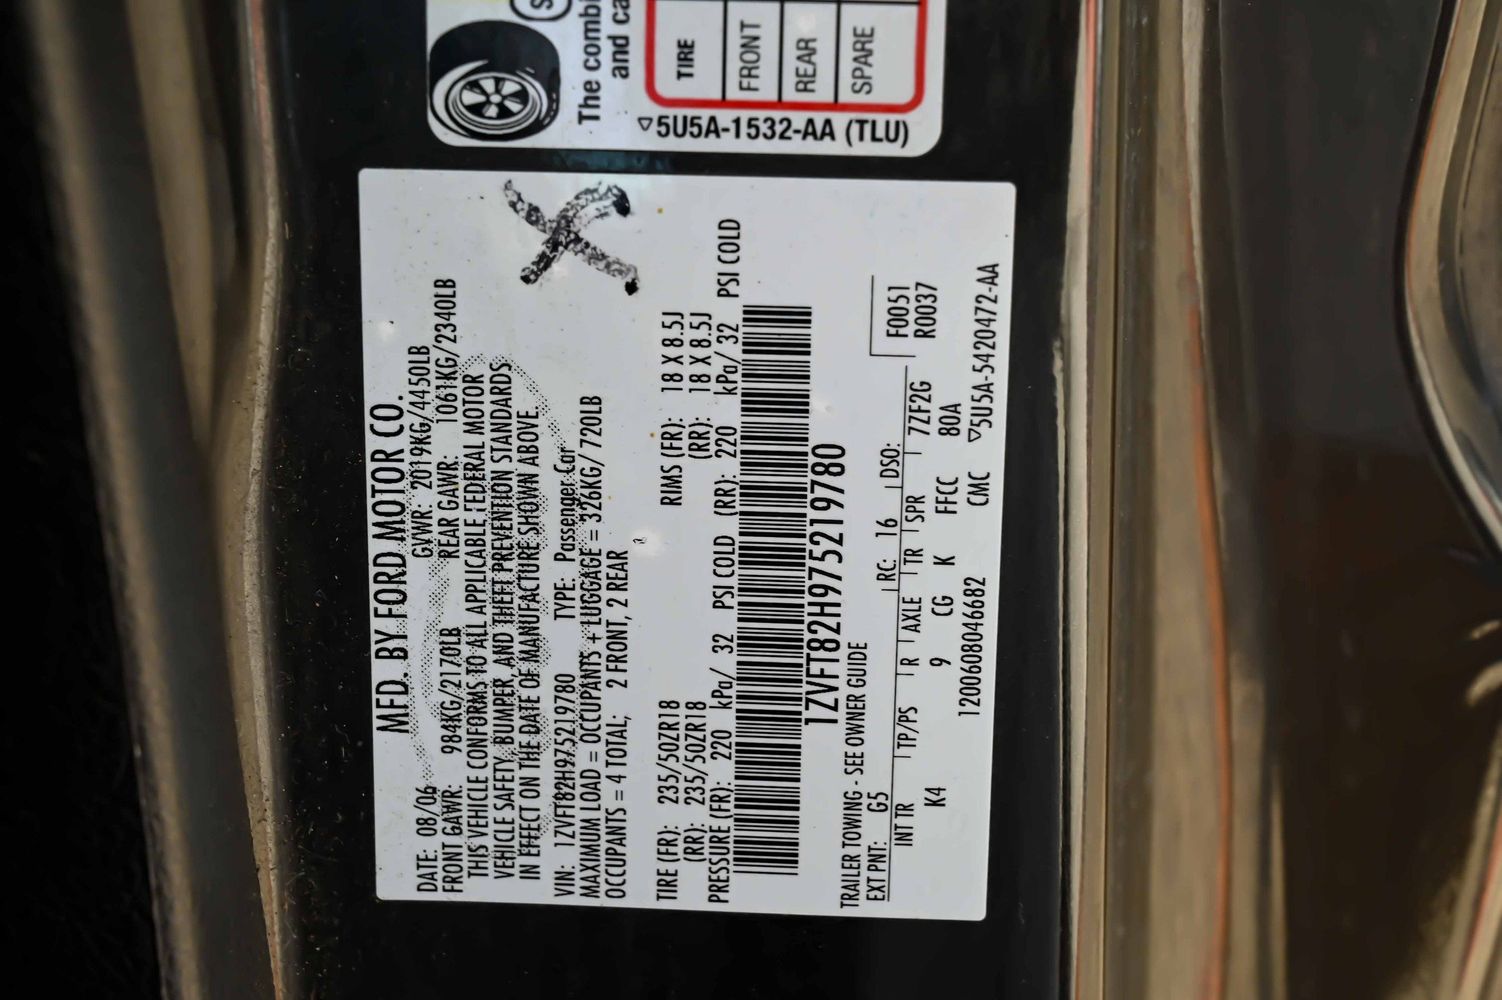 The combi
and ca
TIRE
FRONT
REAR
SPARE
▽5U5A-1532-AA (TLU)
MFD. BY FORD MOTOR CO.
DATE: 08/06 GVWR: 2019KG/4450LB
FRONT GAWR: 984KG/2170LB REAR GAWR: 1061KG/2340LB
THIS VEHICLE CONFORMS TO ALL APPLICABLE FEDERAL MOTOR
VEHICLE SAFETY, BUMPER, AND THEFT PREVENTION STANDARDS
IN EFFECT ON THE DATE OF MANUFACTURE SHOWN ABOVE.
VIN: 1ZVFT82H975219780 TYPE: Passenger Car
MAXIMUM LOAD = OCCUPANTS + LUGGAGE = 326KG/ 720LB
OCCUPANTS = 4 TOTAL; 2 FRONT, 2 REAR
TIRE (FR): 235/50ZR18 RIMS (FR): 18 X 8.5J
(RR): 235/50ZR18 (RR): 18 X 8.5J
PRESSURE (FR): 220 kPa/ 32 PSI COLD (RR): 220 kPa/ 32 PSI COLD
1ZVFT82H975219780
TRAILER TOWING - SEE OWNER GUIDE
EXT PNT: G5 RC: 16 DSO: F0051
INT TR TP/PS R AXLE TR SPR 7ZF2G R0037
K4 9 CG K FFCC 80A
1200608046682 CMC ▽5U5A-5420472-AA